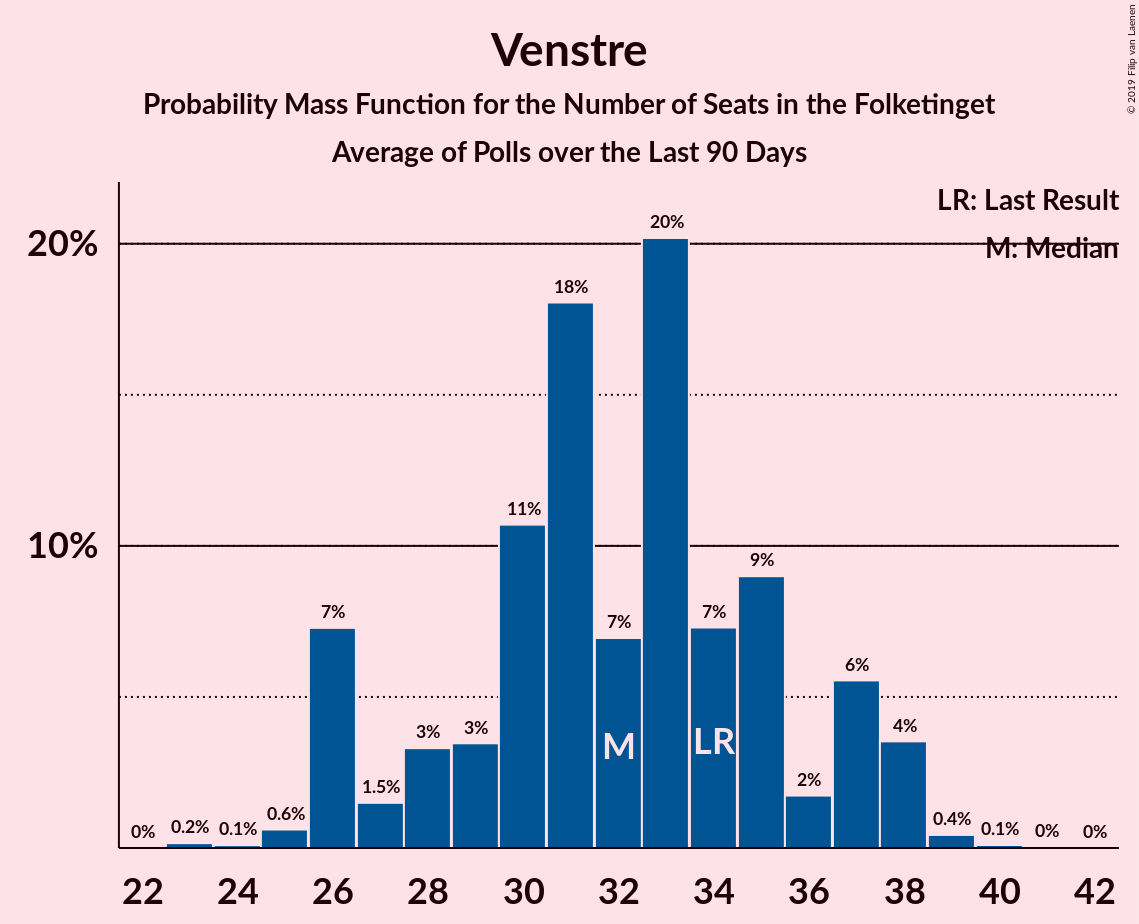 Venstre
Probability Mass Function for the Number of Seats in the Folketinget
Average of Polls over the Last 90 Days
© 2019 Filip van Laenen
LR: Last Result
M: Median
20%
10%
0%
0.2%
0.1%
0.6%
7%
1.5%
3%
3%
11%
18%
7%
20%
7%
9%
2%
6%
4%
0.4%
0.1%
0%
0%
M
LR
22 24 26 28 30 32 34 36 38 40 42